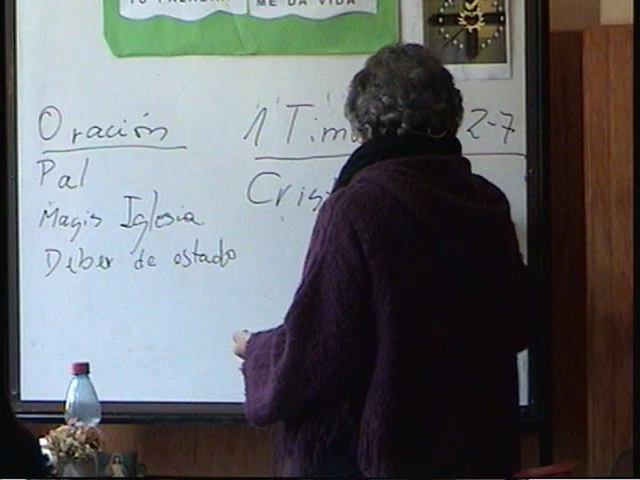 ME DA VIDA
Oración
1 Tim 2-7
Pal
Cris
Magis Iglesia
Deber de estado